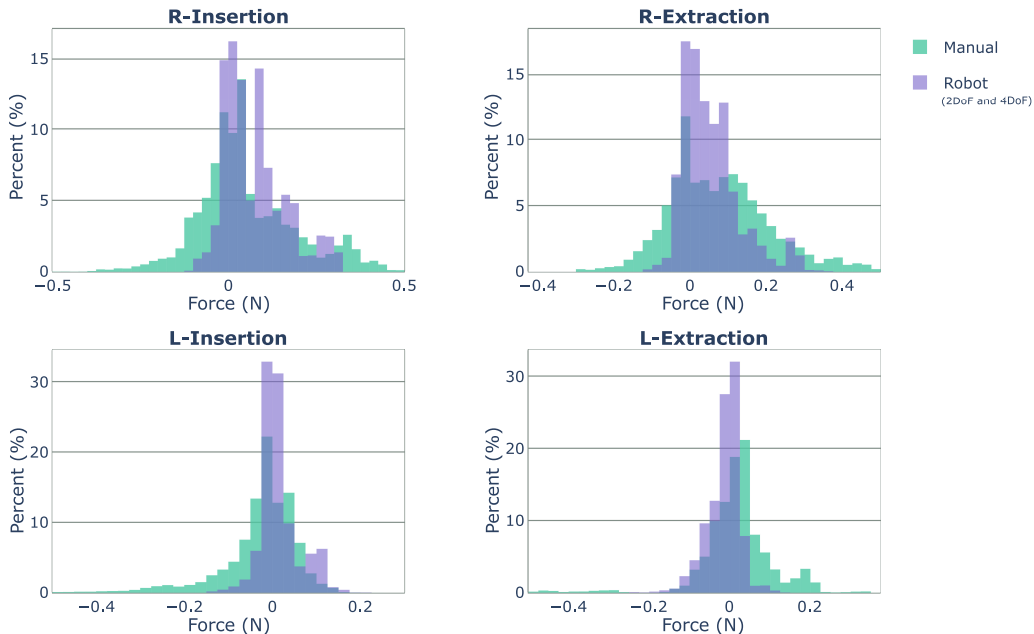 R-Insertion
R-Extraction
Manual
Robot
(2DoF and 4DoF)
Percent (%)
15
10
5
0
−0.5
0
0.5
Force (N)
Percent (%)
15
10
5
0
−0.4
−0.2
0
0.2
0.4
Force (N)
L-Insertion
L-Extraction
Percent (%)
30
20
10
0
−0.4
−0.2
0
0.2
Force (N)
Percent (%)
30
20
10
0
−0.4
−0.2
0
0.2
Force (N)